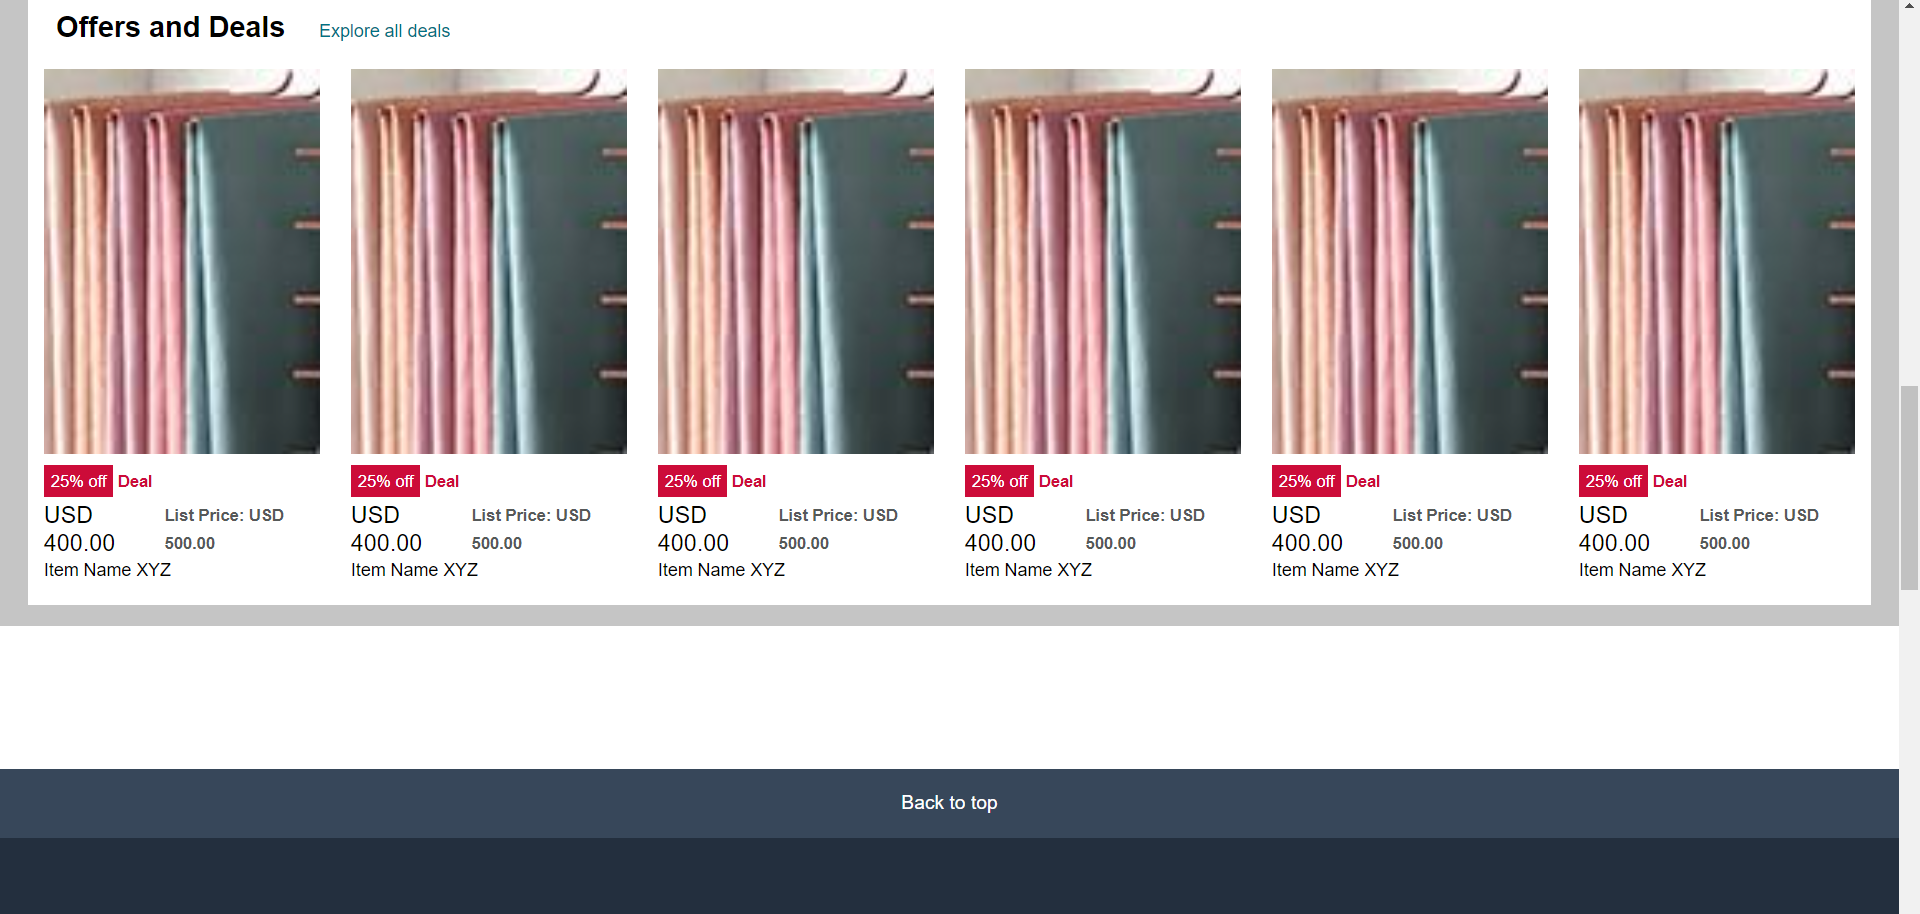 Offers and Deals Explore all deals
25% off Deal 25% off Deal 25% off Deal 25% off Deal 25% off Deal 25% off Deal
USD List Price: USD USD List Price: USD USD List Price: USD USD List Price: USD USD List Price: USD USD List Price: USD
400.00 500.00 400.00 500.00 400.00 500.00 400.00 500.00 400.00 500.00 400.00 500.00
Item Name XYZ Item Name XYZ Item Name XYZ Item Name XYZ Item Name XYZ Item Name XYZ
Back to top